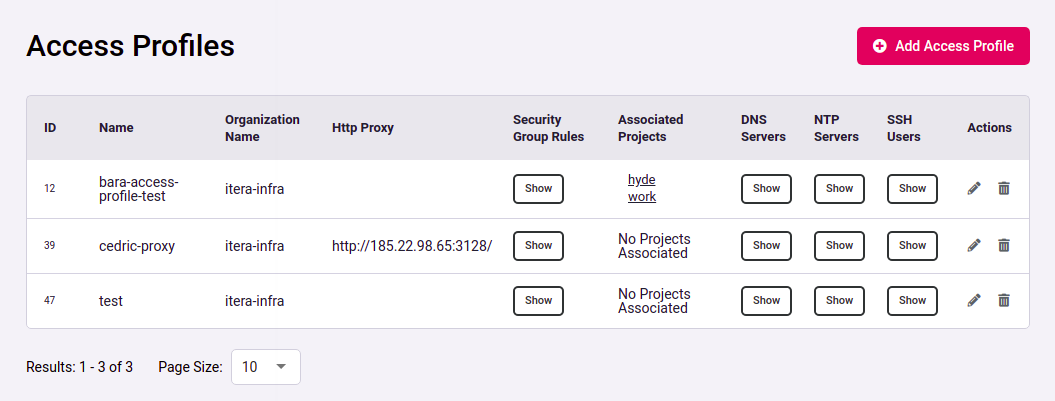 Access Profiles
Add Access Profile
ID Name Organization Name Http Proxy Security Group Rules Associated Projects DNS Servers NTP Servers SSH Users Actions
12 bara-access-profile-test itera-infra Show hyde work Show Show Show
39 cedric-proxy itera-infra http://185.22.98.65:3128/ Show No Projects Associated Show Show Show
47 test itera-infra Show No Projects Associated Show Show Show
Results: 1 - 3 of 3 Page Size: 10